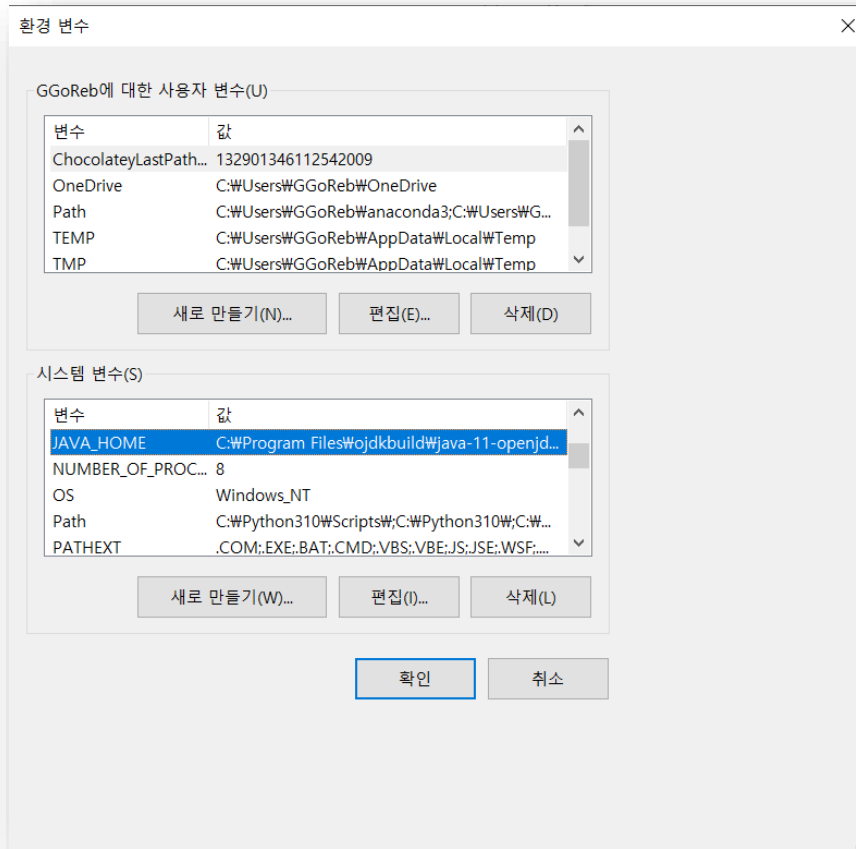 환경 변수
GGoReb에 대한 사용자 변수(U)
변수 값
ChocolateyLastPath... 132901346112542009
OneDrive C:₩Users₩GGoReb₩OneDrive
Path C:₩Users₩GGoReb₩anaconda3;C:₩Users₩G...
TEMP C:₩Users₩GGoReb₩AppData₩Local₩Temp
TMP C:₩Users₩GGoReb₩AppData₩Local₩Temp
새로 만들기(N)... 편집(E)... 삭제(D)
시스템 변수(S)
변수 값
JAVA_HOME C:₩Program Files₩ojdkbuild₩java-11-openjd...
NUMBER_OF_PROC... 8
OS Windows_NT
Path C:₩Python310₩Scripts₩;C:₩Python310₩;C:₩...
PATHEXT .COM;.EXE;.BAT;.CMD;.VBS;.VBE;.JS;.JSE;.WSF;....
새로 만들기(W)... 편집(I)... 삭제(L)
확인 취소